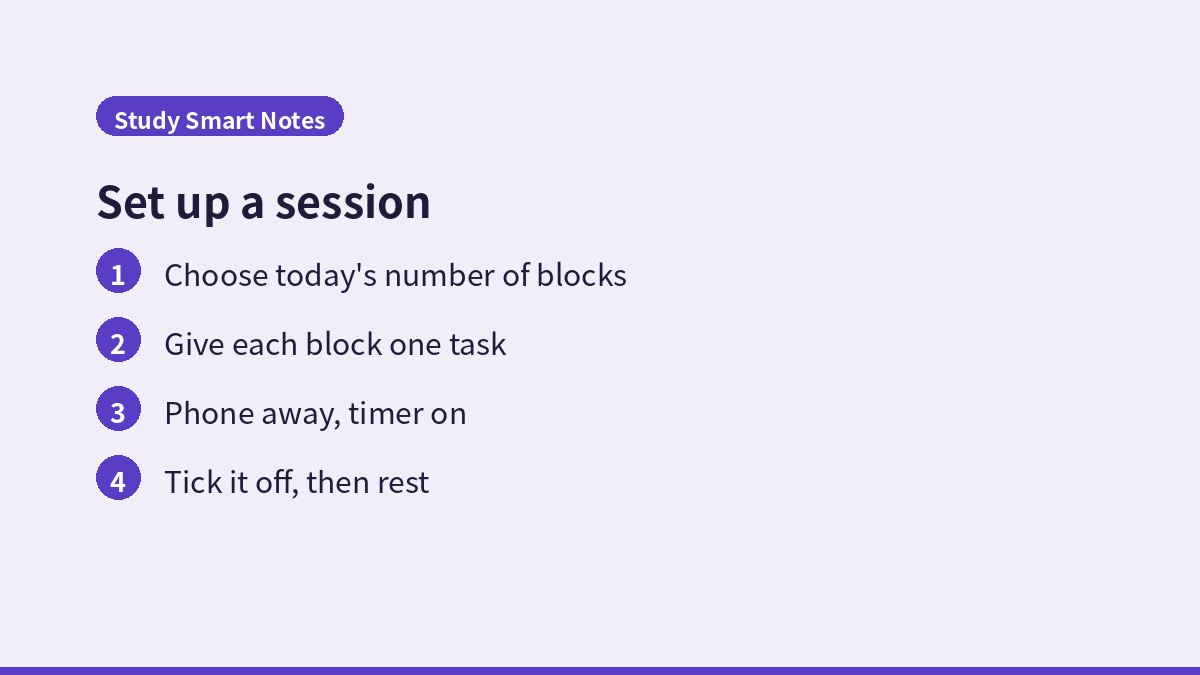 Study Smart Notes
Set up a session
1 Choose today's number of blocks
2 Give each block one task
3 Phone away, timer on
4 Tick it off, then rest